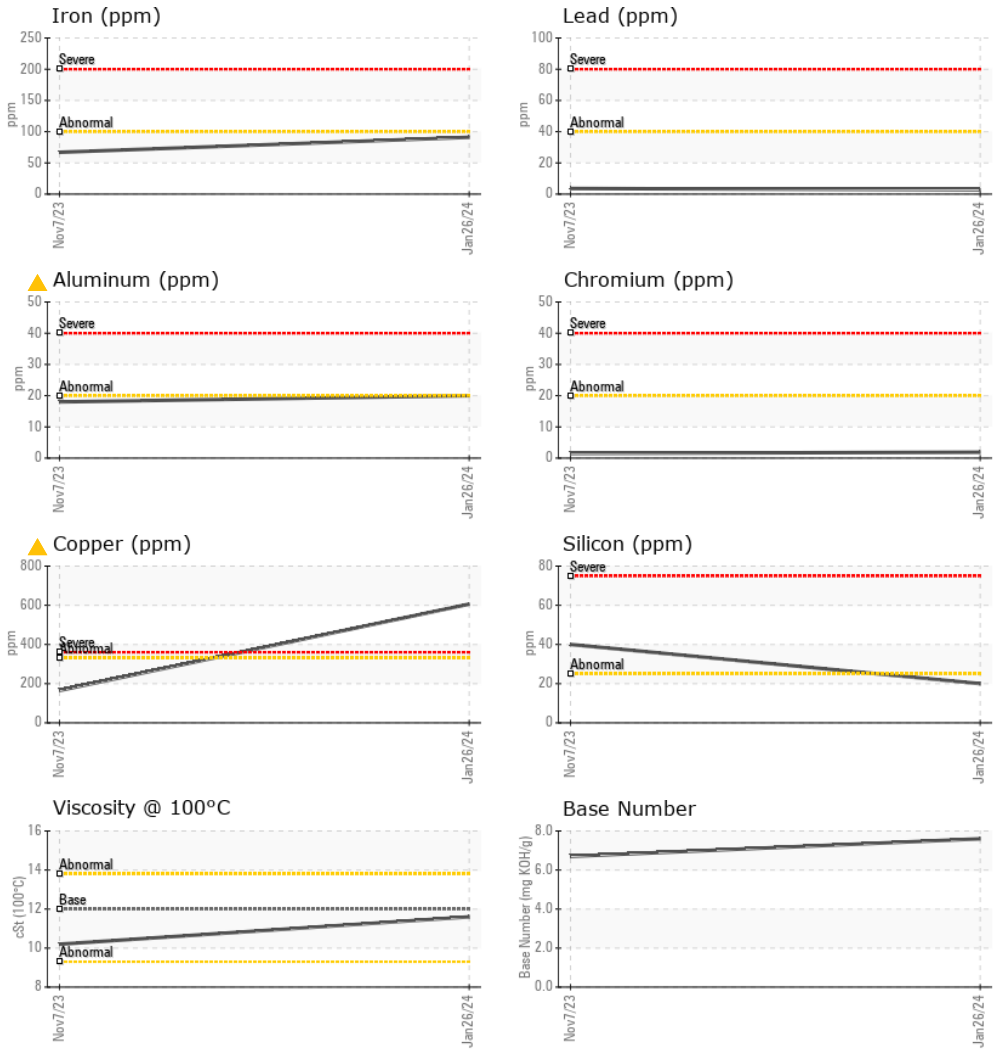 Iron (ppm)
250
200
150
100
50
0
ppm
Severe
Abnormal
Nov7/23
Jan26/24
Lead (ppm)
100
80
60
40
20
0
ppm
Severe
Abnormal
Nov7/23
Jan26/24
Aluminum (ppm)
50
40
30
20
10
0
ppm
Severe
Abnormal
Nov7/23
Jan26/24
Chromium (ppm)
50
40
30
20
10
0
ppm
Severe
Abnormal
Nov7/23
Jan26/24
Copper (ppm)
800
600
400
200
0
ppm
Severe
Abnormal
Nov7/23
Jan26/24
Silicon (ppm)
80
60
40
20
0
ppm
Severe
Abnormal
Nov7/23
Jan26/24
Viscosity @ 100°C
16
14
12
10
8
cSt (100°C)
Abnormal
Base
Abnormal
Nov7/23
Jan26/24
Base Number
8.0
6.0
4.0
2.0
0.0
Base Number (mg KOH/g)
Nov7/23
Jan26/24